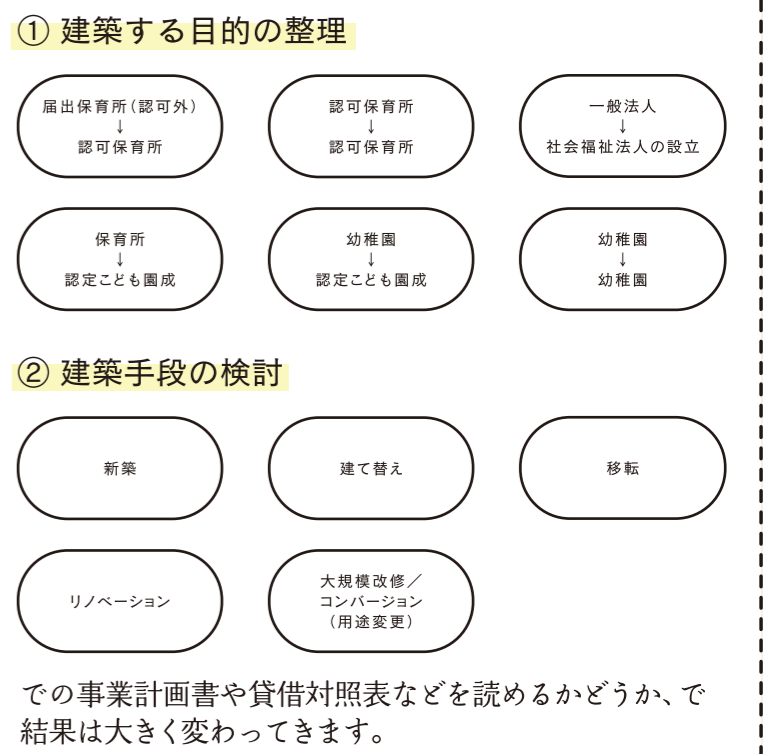 ① 建築する目的の整理
届出保育所(認可外)
↓
認可保育所
認可保育所
↓
認可保育所
一般法人
↓
社会福祉法人の設立
保育所
↓
認定こども園成
幼稚園
↓
認定こども園成
幼稚園
↓
幼稚園
② 建築手段の検討
新築
建て替え
移転
リノベーション
大規模改修／
コンバージョン
(用途変更)
での事業計画書や貸借対照表などを読めるかどうか、で
結果は大きく変わってきます。